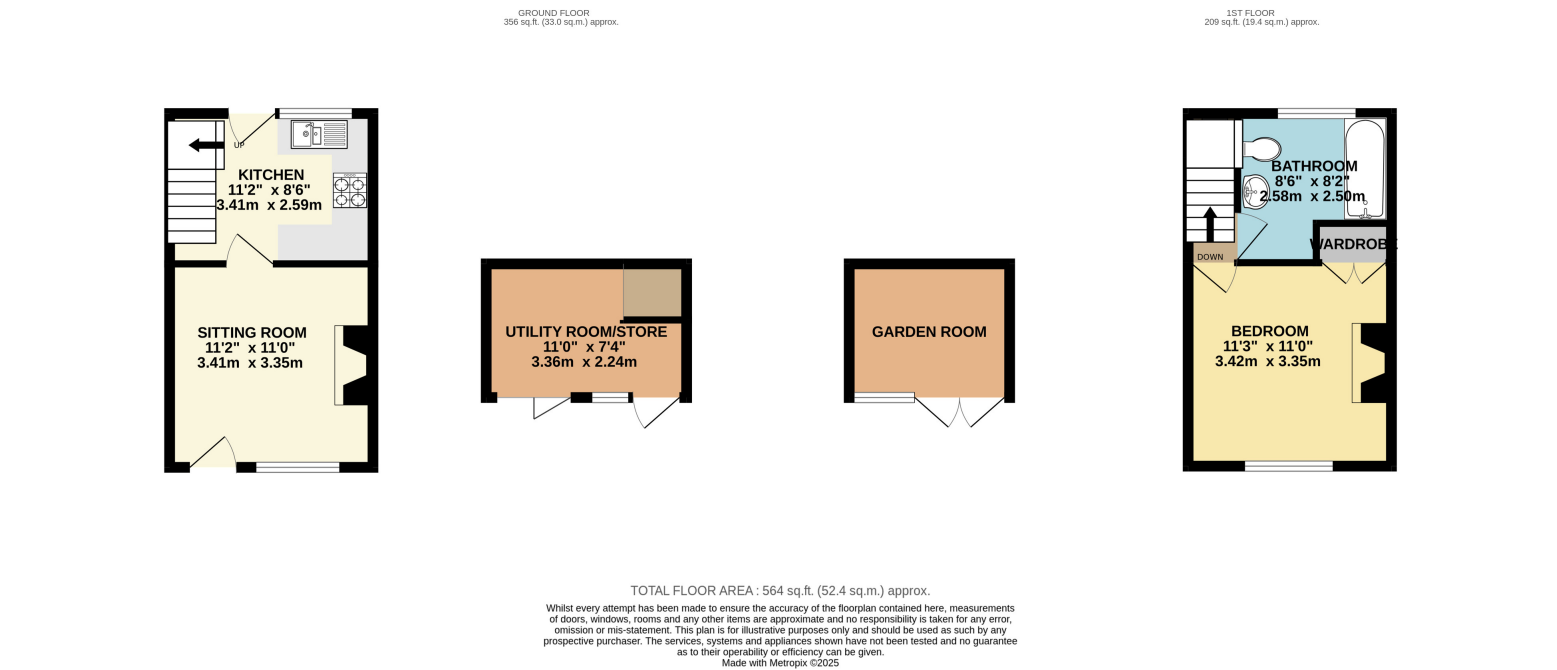 GROUND FLOOR
356 sq.ft. (33.0 sq.m.) approx.
1ST FLOOR
209 sq.ft. (19.4 sq.m.) approx.
UP
KITCHEN
11'2" x 8'6"
3.41m x 2.59m
SITTING ROOM
11'2" x 11'0"
3.41m x 3.35m
UTILITY ROOM/STORE
11'0" x 7'4"
3.36m x 2.24m
GARDEN ROOM
BATHROOM
8'6" x 8'2"
2.58m x 2.50m
WARDROBE
DOWN
BEDROOM
11'3" x 11'0"
3.42m x 3.35m
TOTAL FLOOR AREA : 564 sq.ft. (52.4 sq.m.) approx.
Whilst every attempt has been made to ensure the accuracy of the floorplan contained here, measurements
of doors, windows, rooms and any other items are approximate and no responsibility is taken for any error,
omission or mis-statement. This plan is for illustrative purposes only and should be used as such by any
prospective purchaser. The services, systems and appliances shown have not been tested and no guarantee
as to their operability or efficiency can be given.
Made with Metropix ©2025